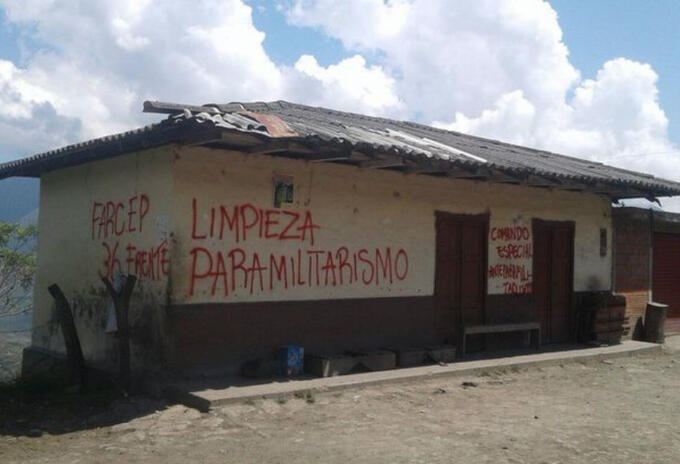 FARC.EP
36 FRENTE
LIMPIEZA
PARAMILITARISMO
COMANDO
ESPECIAL